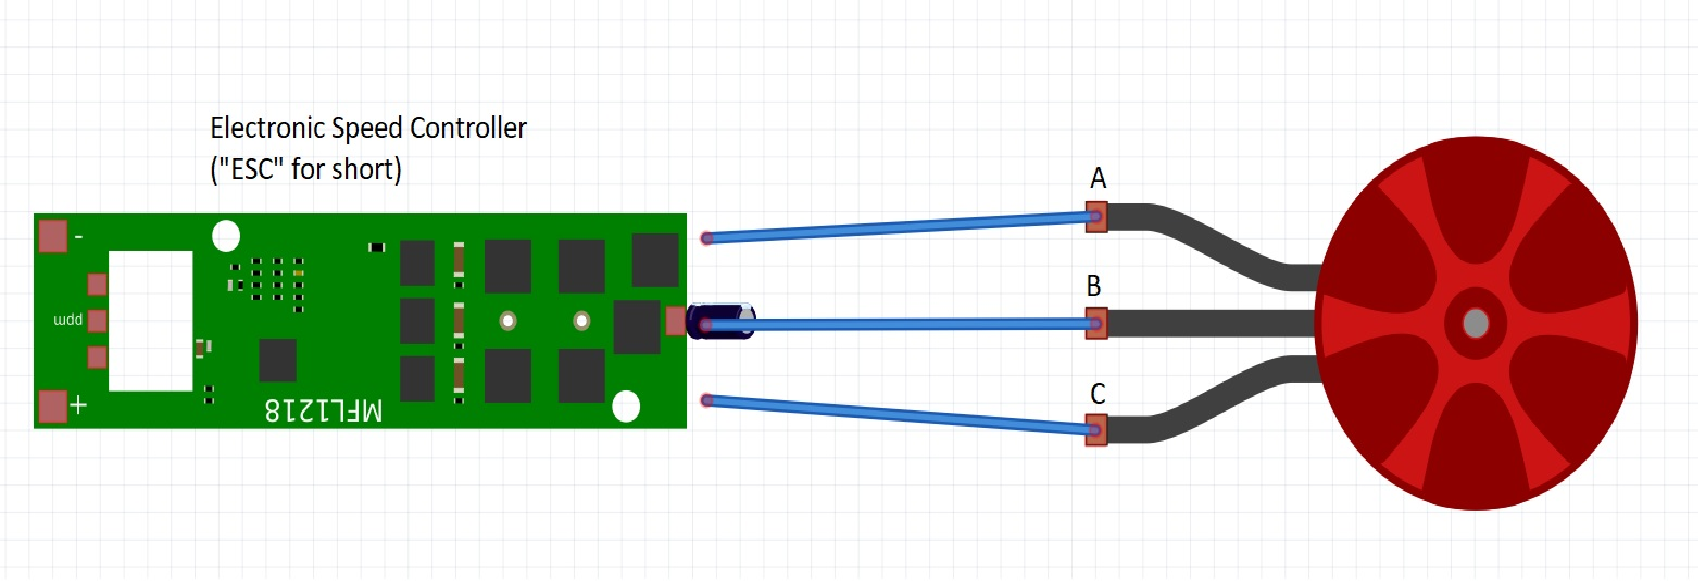 Electronic Speed Controller
("ESC" for short)
A
B
C
-
ppm
+
MFL1218